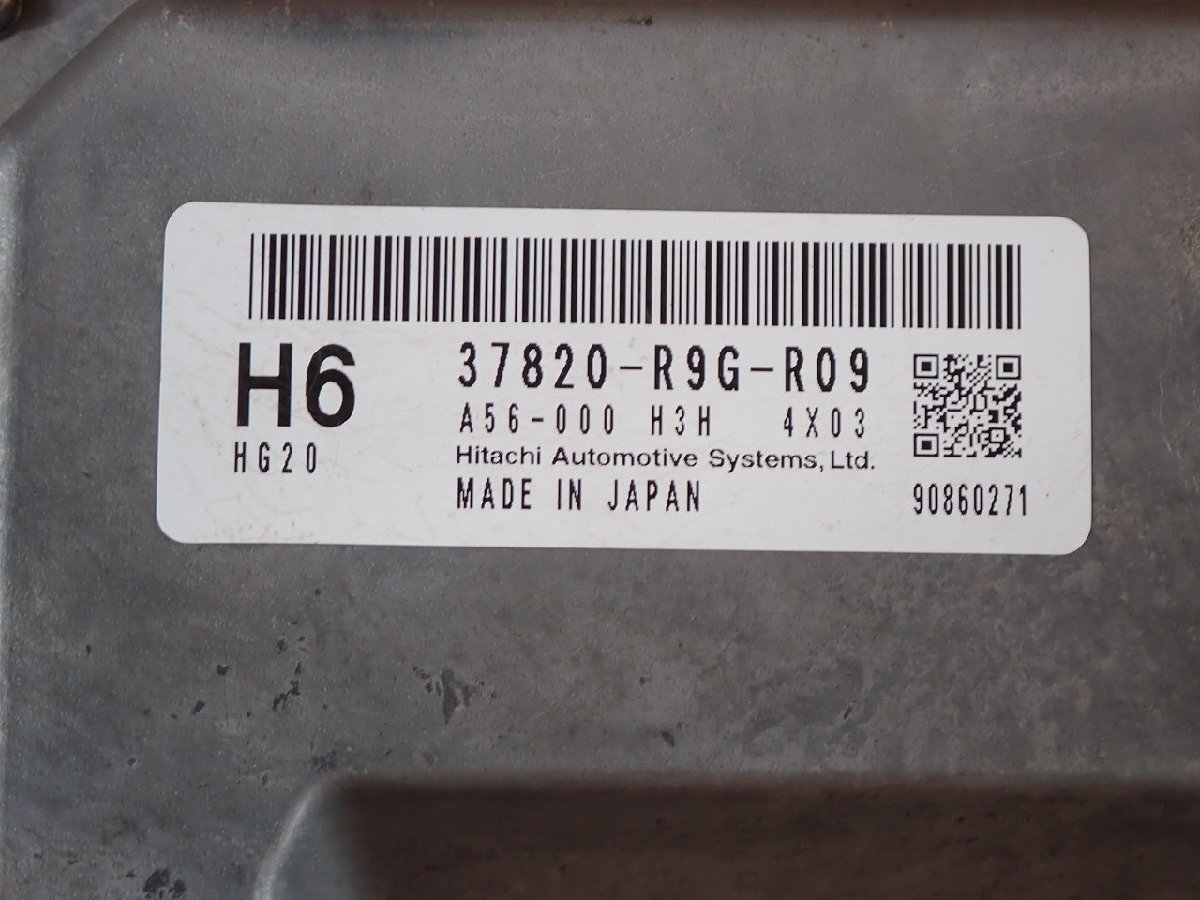 H6
HG20
37820-R9G-R09
A56-000 H3H 4X03
Hitachi Automotive Systems, Ltd.
MADE IN JAPAN
90860271